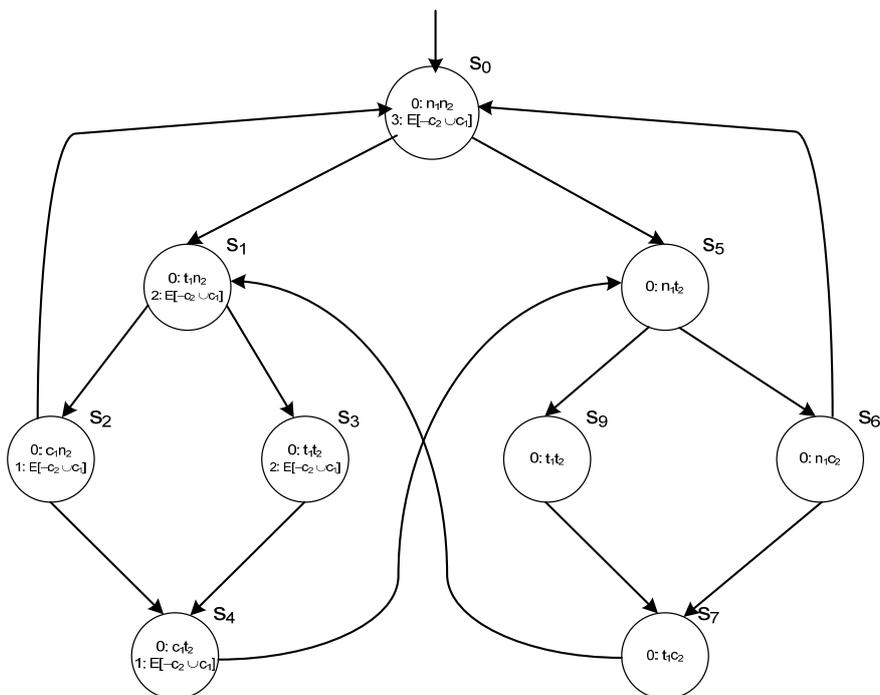 S0
0: n1n2
3: E[¬c2 ∪c1]
S1
0: t1n2
2: E[¬c2 ∪c1]
S5
0: n1t2
S2
0: c1n2
1: E[¬c2 ∪c1]
S3
0: t1t2
2: E[¬c2 ∪c1]
S9
0: t1t2
S6
0: n1c2
S4
0: c1t2
1: E[¬c2 ∪c1]
S7
0: t1c2